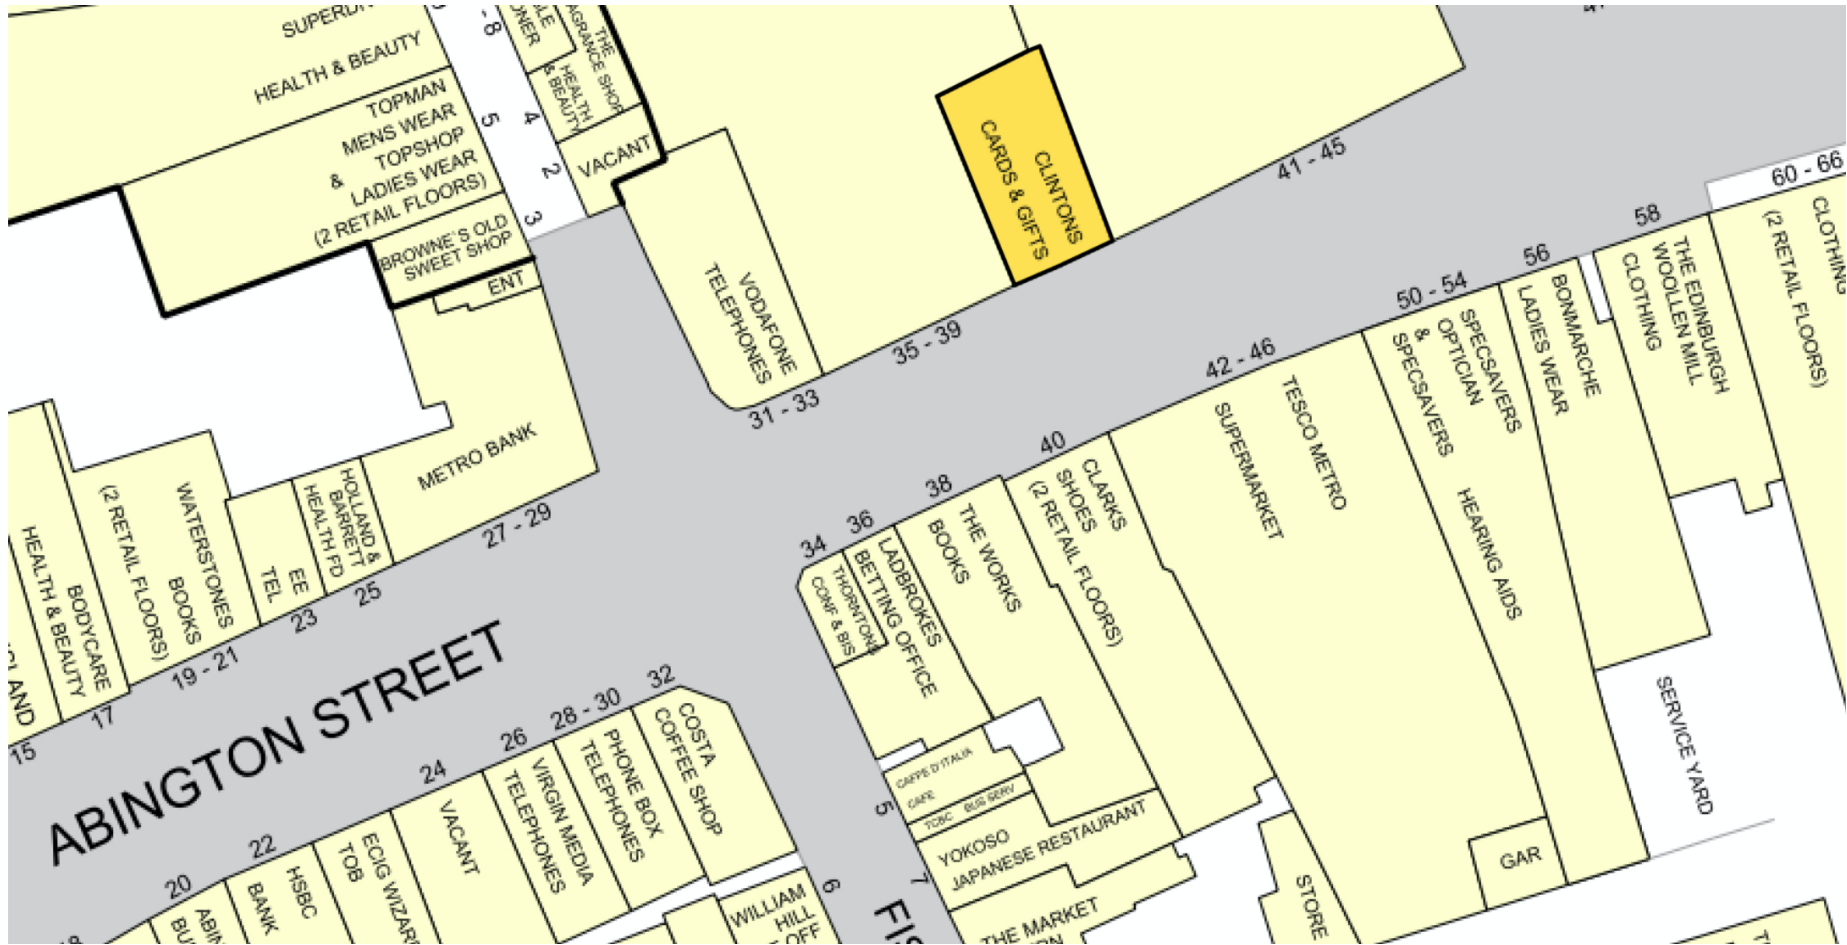 HEALTH & BEAUTY
TOPMAN
MENS WEAR
&
TOPSHOP
LADIES WEAR
(2 RETAIL FLOORS)
BROWNE'S OLD
SWEET SHOP
ENT
5
3
8
4
2
THE
SHOP
HEALTH
& BEAUTY
VACANT
VODAFONE
TELEPHONES
31 - 33
35 - 39
CLINTONS
CARDS & GIFTS
41 - 45
60 - 66
58
56
50 - 54
42 - 46
40
38
36
34
CLOTHING
(2 RETAIL FLOORS)
THE EDINBURGH
WOOLLEN MILL
CLOTHING
BONMARCHE
LADIES WEAR
SPECSAVERS
OPTICIAN
&
SPECSAVERS
HEARING AIDS
TESCO METRO
SUPERMARKET
CLARKS
SHOES
(2 RETAIL FLOORS)
THE WORKS
BOOKS
LADBROKES
BETTING OFFICE
THORNTONS
CONF & BIS
METRO BANK
27 - 29
HOLLAND &
BARRETT
HEALTH FD
25
EE
TEL
23
WATERSTONES
BOOKS
(2 RETAIL FLOORS)
19 - 21
BODYCARE
HEALTH & BEAUTY
17
15
ABINGTON STREET
32
28 - 30
26
24
22
20
COSTA
COFFEE SHOP
PHONE BOX
TELEPHONES
VIRGIN MEDIA
TELEPHONES
VACANT
ECIG WIZARD
TOB
HSBC
BANK
CAFFE D'ITALIA
CAFE
TCBC BUS SERV
YOKOSO
JAPANESE RESTAURANT
THE MARKET
5
7
6
WILLIAM
HILL
SERVICE YARD
GAR
STORE